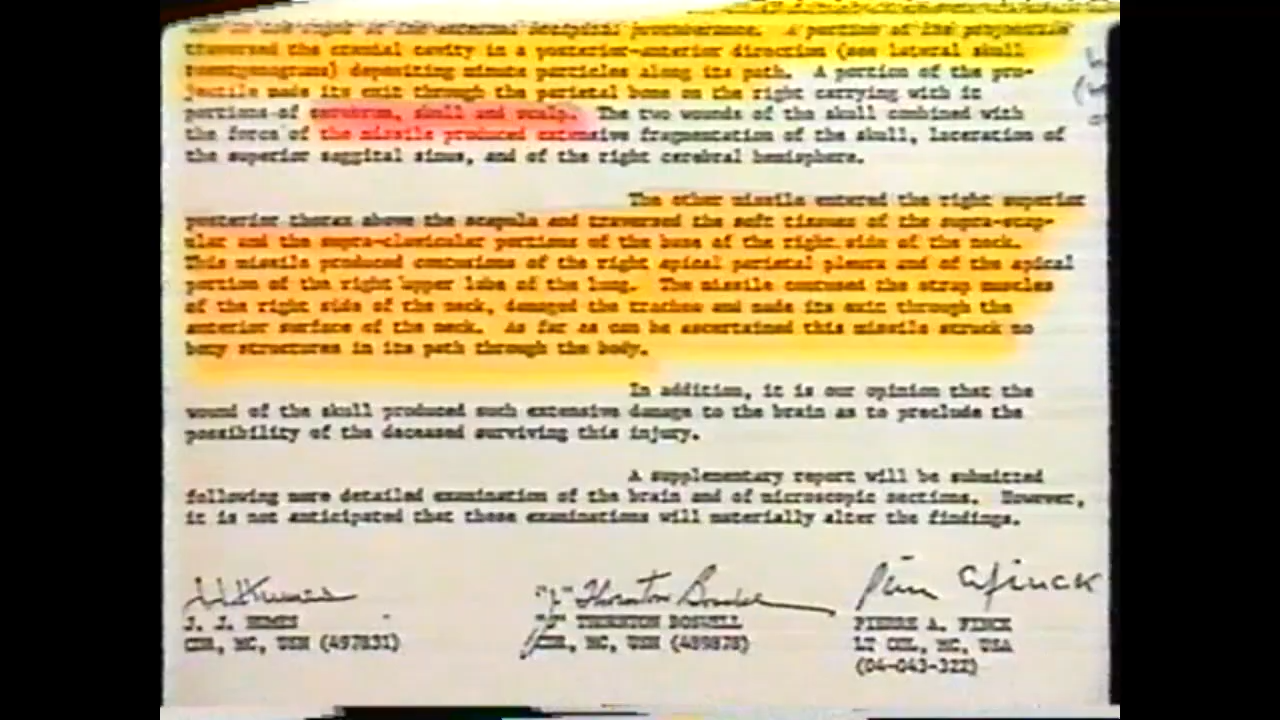 to the right of the external occipital protuberance. A portion of the projectile
traversed the cranial cavity in a posterior-anterior direction (see lateral skull
roentgenograms) depositing minute particles along its path. A portion of the pro-
jectile made its exit through the parietal bone on the right carrying with it
portions of cerebrum, skull and scalp. The two wounds of the skull combined with
the force of the missile produced extensive fragmentation of the skull, laceration of
the superior saggital sinus, and of the right cerebral hemisphere.
The other missile entered the right superior
posterior thorax above the scapula and traversed the soft tissues of the supra-scap-
ular and the supra-clavicular portions of the base of the right side of the neck.
This missile produced contusions of the right apical parietal pleura and of the apical
portion of the right upper lobe of the lung. The missile contused the strap muscles
of the right side of the neck, damaged the trachea and made its exit through the
anterior surface of the neck. As far as can be ascertained this missile struck no
bony structures in its path through the body.
In addition, it is our opinion that the
wound of the skull produced such extensive damage to the brain as to preclude the
possibility of the deceased surviving this injury.
A supplementary report will be submitted
following more detailed examination of the brain and of microscopic sections. However,
it is not anticipated that these examinations will materially alter the findings.
"J" Thornton Boswell
Pierre A Finck
J. J. HUMES
"J" THORNTON BOSWELL
PIERRE A. FINCK
CDR, MC, USN (497831)
CDR, MC, USN (489878)
LT COL, MC, USA
(04-043-322)